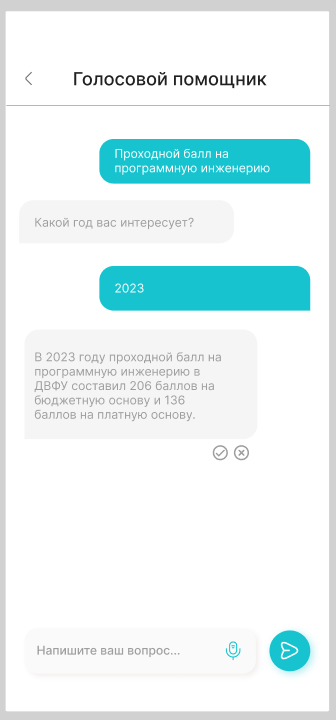 Голосовой помощник
Проходной балл на
программную инженерию
Какой год вас интересует?
2023
В 2023 году проходной балл на
программную инженерию в
ДВФУ составил 206 баллов на
бюджетную основу и 136
баллов на платную основу.
Напишите ваш вопрос...